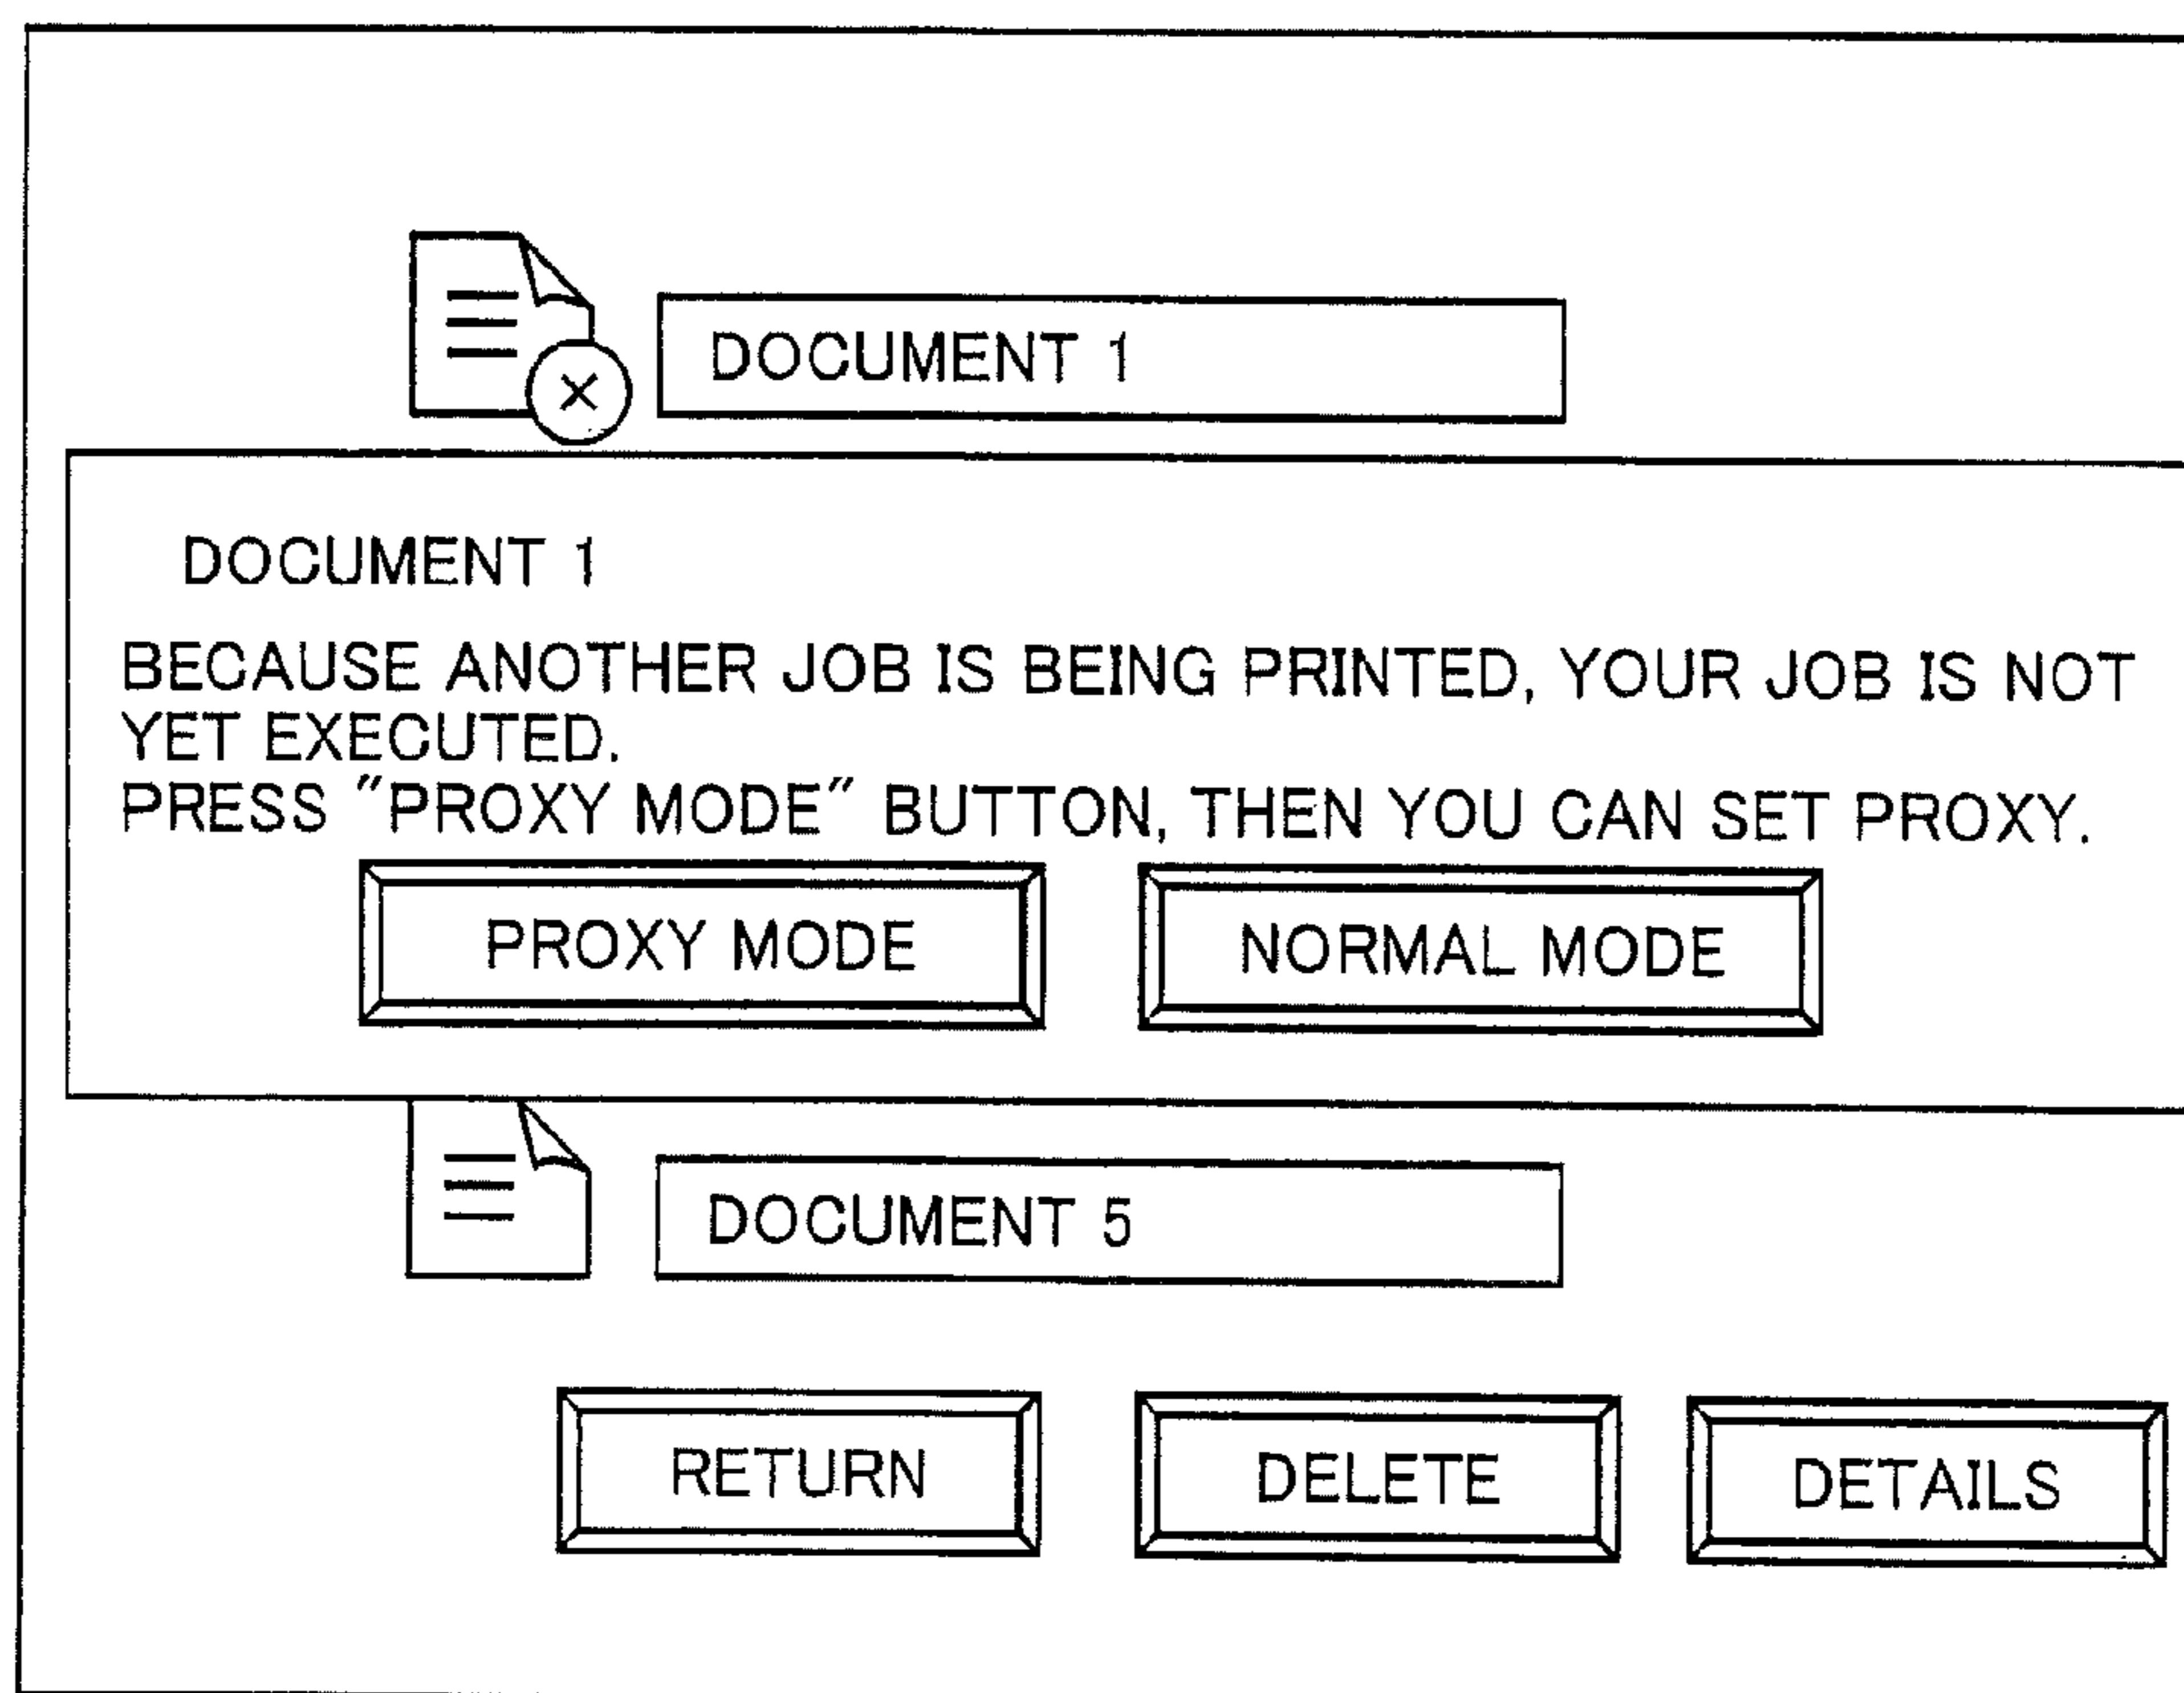 DOCUMENT 1
DOCUMENT 1
BECAUSE ANOTHER JOB IS BEING PRINTED, YOUR JOB IS NOT
YET EXECUTED.
PRESS "PROXY MODE" BUTTON, THEN YOU CAN SET PROXY.
PROXY MODE NORMAL MODE
DOCUMENT 5
RETURN DELETE DETAILS